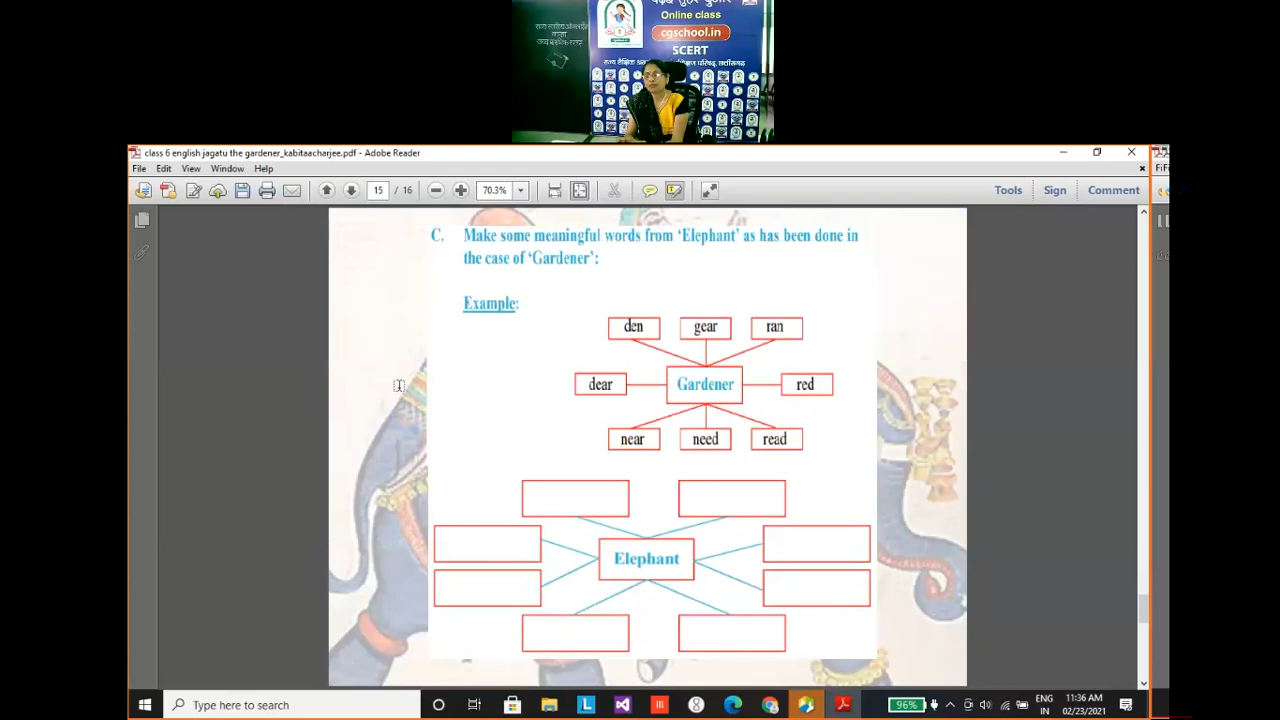 Online class
cgschool.in
SCERT
class 6 english jagatu the gardener_kabitaacharjee.pdf - Adobe Reader
File Edit View Window Help
15 / 16
70.3%
Tools Sign Comment
C. Make some meaningful words from ‘Elephant’ as has been done in
the case of ‘Gardener’:
Example:
den gear ran
dear Gardener red
near need read
Elephant
Type here to search
96%
ENG
IN
11:36 AM
02/23/2021